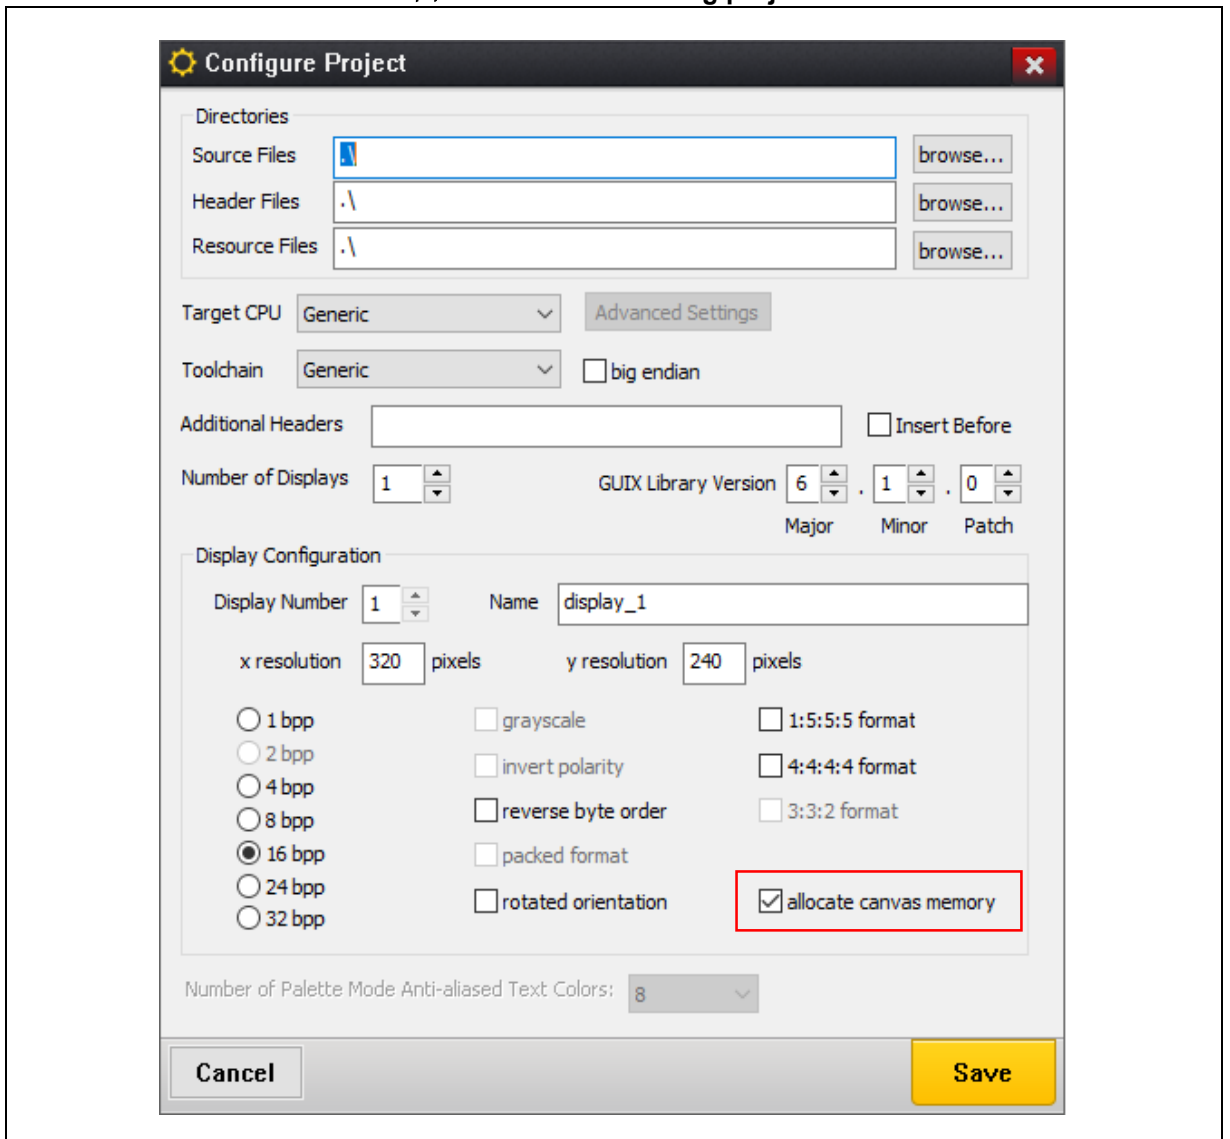 Configure Project
Directories
Source Files .\ browse...
Header Files .\ browse...
Resource Files .\ browse...
Target CPU Generic Advanced Settings
Toolchain Generic big endian
Additional Headers Insert Before
Number of Displays 1 GUIX Library Version 6 . 1 . 0
Major Minor Patch
Display Configuration
Display Number 1 Name display_1
x resolution 320 pixels y resolution 240 pixels
1 bpp grayscale 1:5:5:5 format
2 bpp
invert polarity 4:4:4:4 format
4 bpp
8 bpp reverse byte order 3:3:2 format
16 bpp packed format
24 bpp rotated orientation allocate canvas memory
32 bpp
Number of Palette Mode Anti-aliased Text Colors: 8
Cancel Save